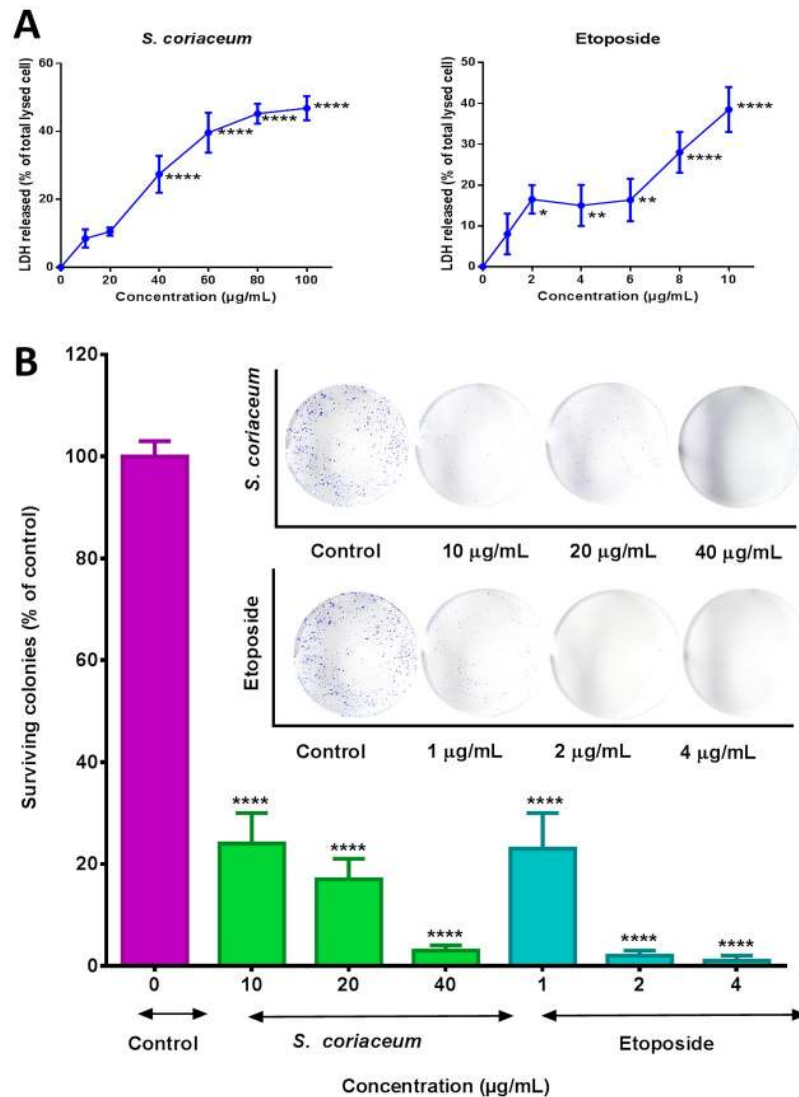 A
S. coriaceum
LDH released (% of total lysed cell)
60
40
20
0
0 20 40 60 80 100
Concentration (µg/mL)
****
****
****
****
Etoposide
LDH released (% of total lysed cell)
50
40
30
20
10
0
0 2 4 6 8 10
Concentration (µg/mL)
*
**
**
****
****
B
Surviving colonies (% of control)
120
100
80
60
40
20
0
S. coriaceum
Control 10 µg/mL 20 µg/mL 40 µg/mL
Etoposide
Control 1 µg/mL 2 µg/mL 4 µg/mL
**** **** **** **** **** ****
0 10 20 40 1 2 4
Control S. coriaceum Etoposide
Concentration (µg/mL)